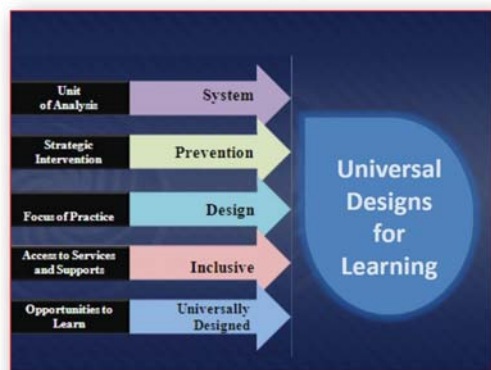 Unit
of Analysis
System
Strategic
Intervention
Prevention
Focus of Practice
Design
Access to Services
and Supports
Inclusive
Opportunities to
Learn
Universally
Designed
Universal
Designs
for
Learning